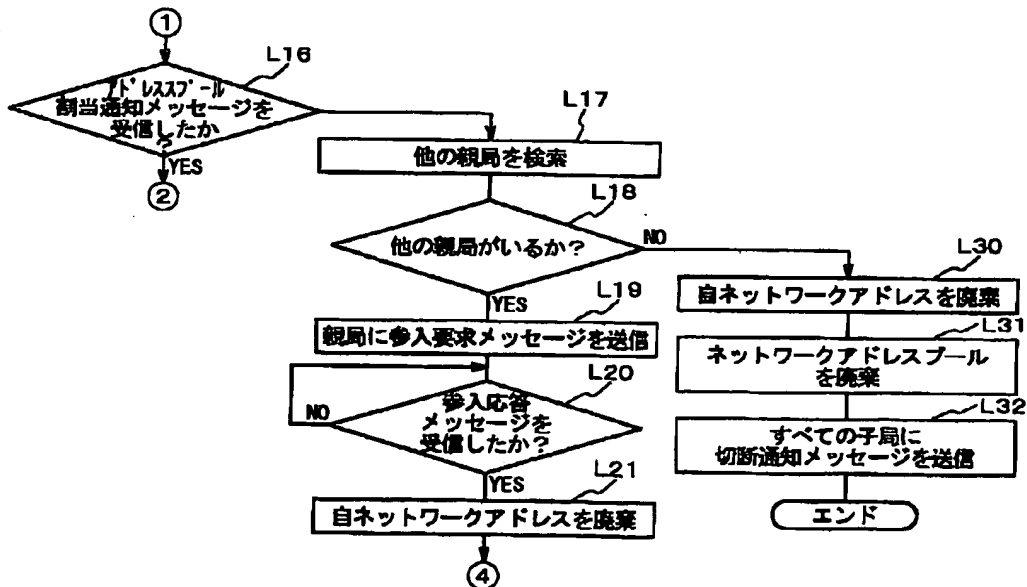 ①
L16
アドレスプール
割当通知メッセージを
受信したか
?
YES
②
L17
他の親局を検索
L18
他の親局がいるか?
NO
YES
L19
親局に参入要求メッセージを送信
L20
参入応答
メッセージを
受信したか?
NO
YES
L21
自ネットワークアドレスを廃棄
④
L30
自ネットワークアドレスを廃棄
L31
ネットワークアドレスプール
を廃棄
L32
すべての子局に
切断通知メッセージを送信
エンド